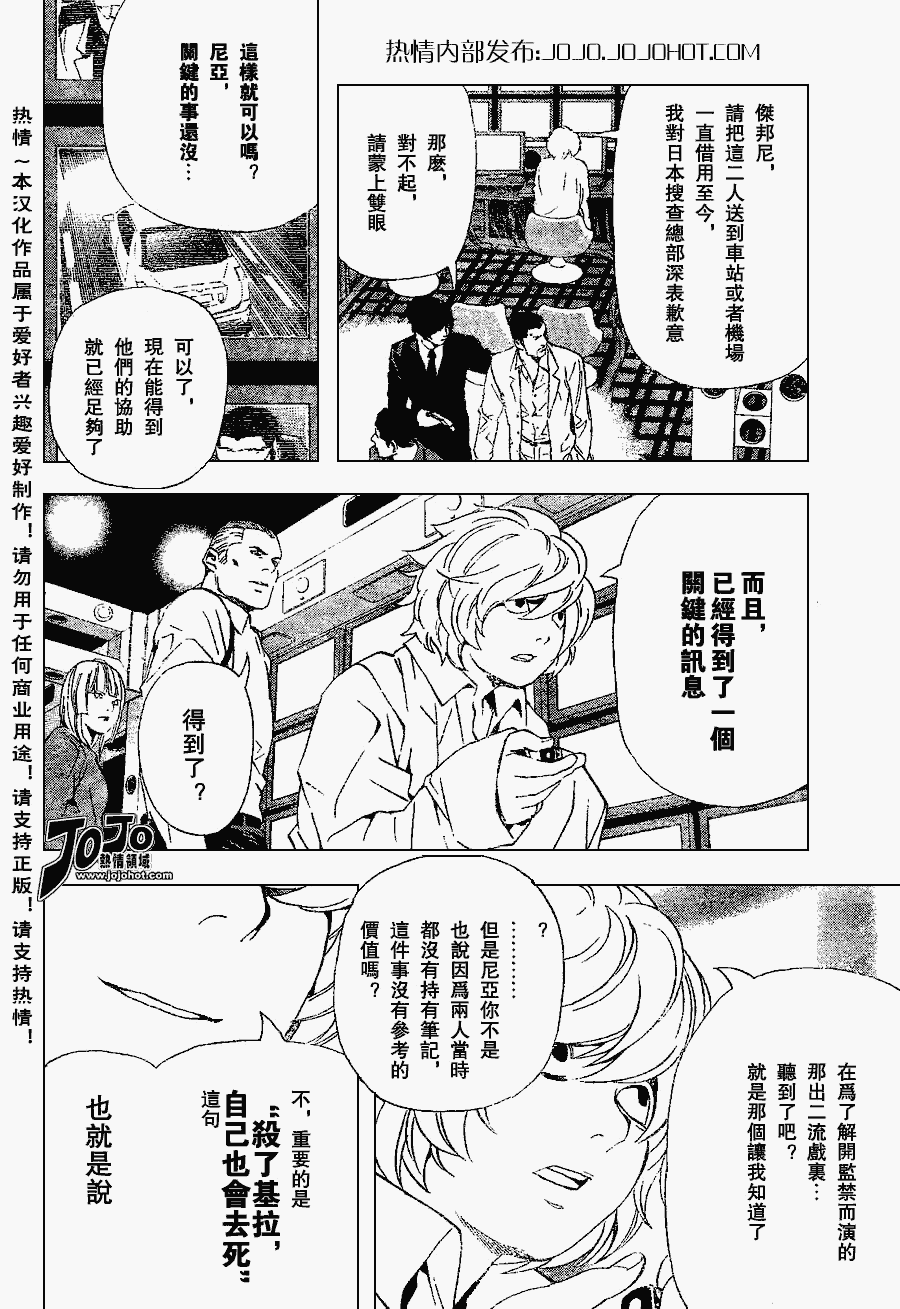 热情内部发布:JOJO.JOJOHOT.COM
傑邦尼,
請把這二人送到車站或者機場
一直借用至今,
我對日本搜查總部深表歉意
那麽,
對不起,
請蒙上雙眼
這樣就可以嗎?
尼亞,
關鍵的事還沒…
可以了,
現在能得到
他們的協助
就已經足夠了
而且,
已經得到了一個
關鍵的訊息
得到了?
在爲了解開監禁而演的
那出二流戲裏…
聽到了吧?
就是那個讓我知道了
?
…………
但是尼亞你不是
也說因爲兩人當時
都沒有持有筆記,
這件事沒有參考的
價值嗎?
不,重要的是
“殺了基拉,
自己也會去死”
這句
也就是說
热情~本汉化作品属于爱好者兴趣爱好制作!请勿用于任何商业用途!请支持正版!请支持热情!
JOJO
熱情領域
www.jojohot.com